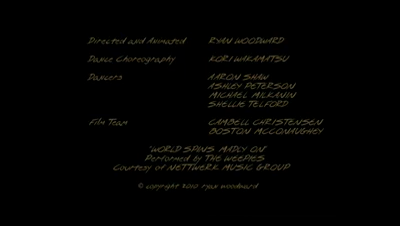 Directed and Animated RYAN WOODWARD
Dance Choreography KORI WAKAMATSU
Dancers AARON SHAW
ASHLEY PETERSON
MICHAEL MILKANIN
SHELLIE TELFORD
Film Team CAMBELL CHRISTENSEN
BOSTON MCCONAUGHEY
'WORLD SPINS MADLY ON'
Performed by THE WEEPIES
Courtesy of NETTWERK MUSIC GROUP
© copyright 2010 ryan woodward